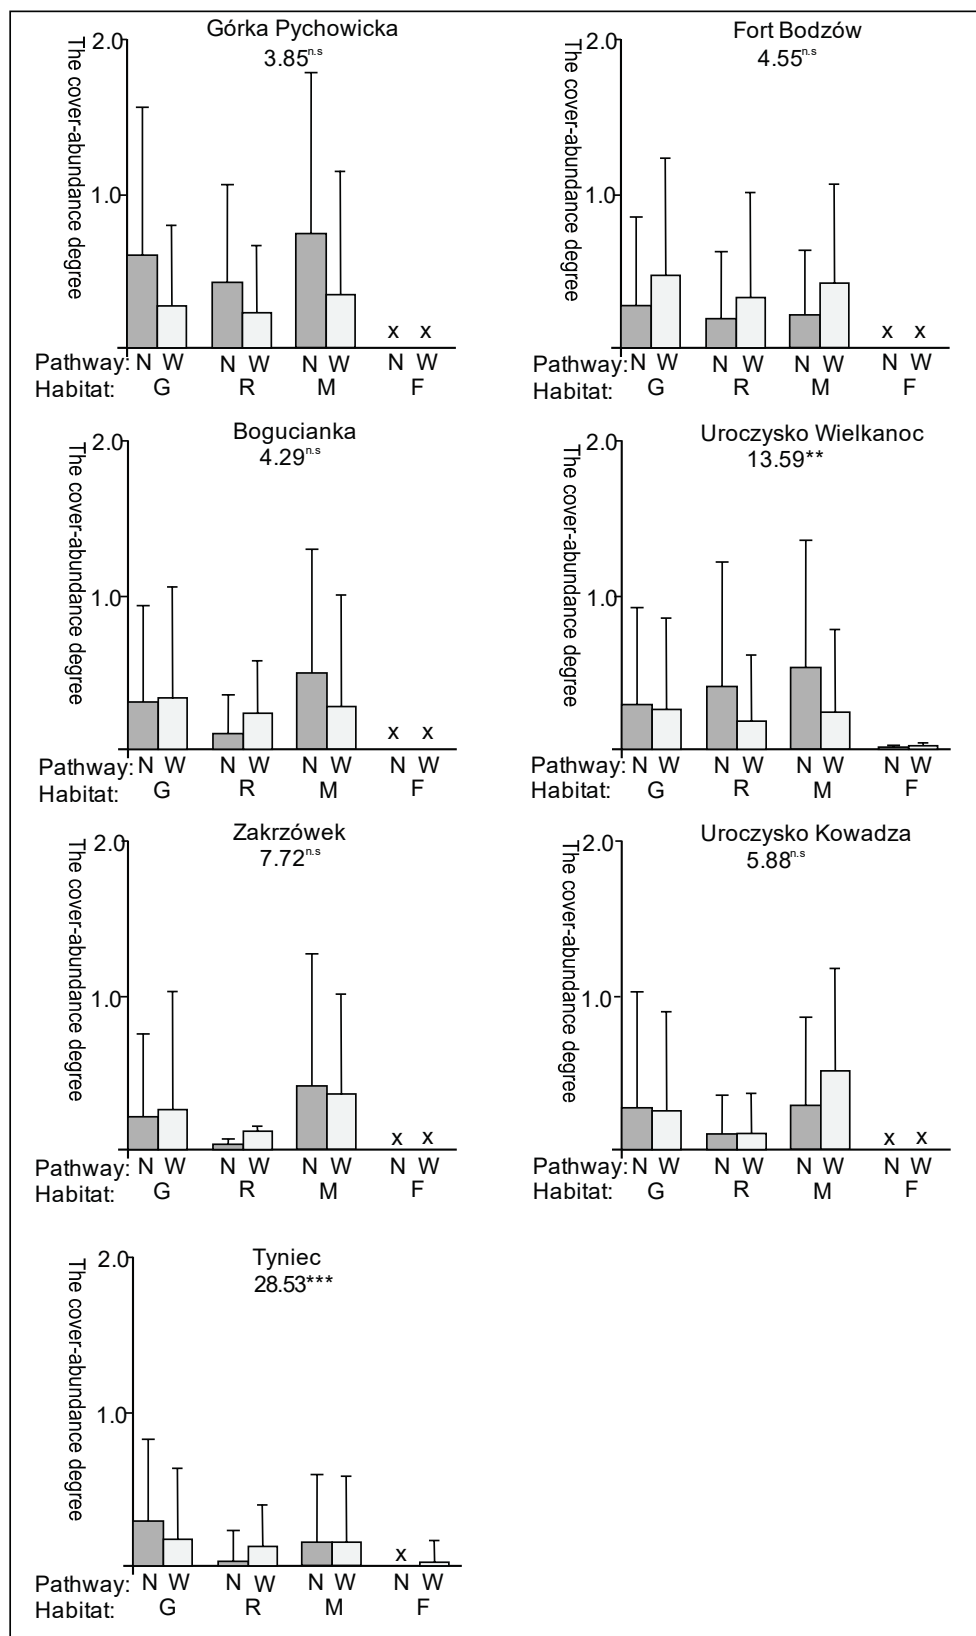 Górka Pychowicka
3.85n.s
The cover-abundance degree
2.0
1.0
x x
Pathway: N W N W N W N W
Habitat: G R M F
Fort Bodzów
4.55n.s
The cover-abundance degree
2.0
1.0
x x
Pathway: N W N W N W N W
Habitat: G R M F
Bogucianka
4.29n.s
The cover-abundance degree
2.0
1.0
x x
Pathway: N W N W N W N W
Habitat: G R M F
Uroczysko Wielkanoc
13.59**
The cover-abundance degree
2.0
1.0
Pathway: N W N W N W N W
Habitat: G R M F
Zakrzówek
7.72n.s
The cover-abundance degree
2.0
1.0
x x
Pathway: N W N W N W N W
Habitat: G R M F
Uroczysko Kowadza
5.88n.s
The cover-abundance degree
2.0
1.0
x x
Pathway: N W N W N W N W
Habitat: G R M F
Tyniec
28.53***
The cover-abundance degree
2.0
1.0
x
Pathway: N W N W N W N W
Habitat: G R M F